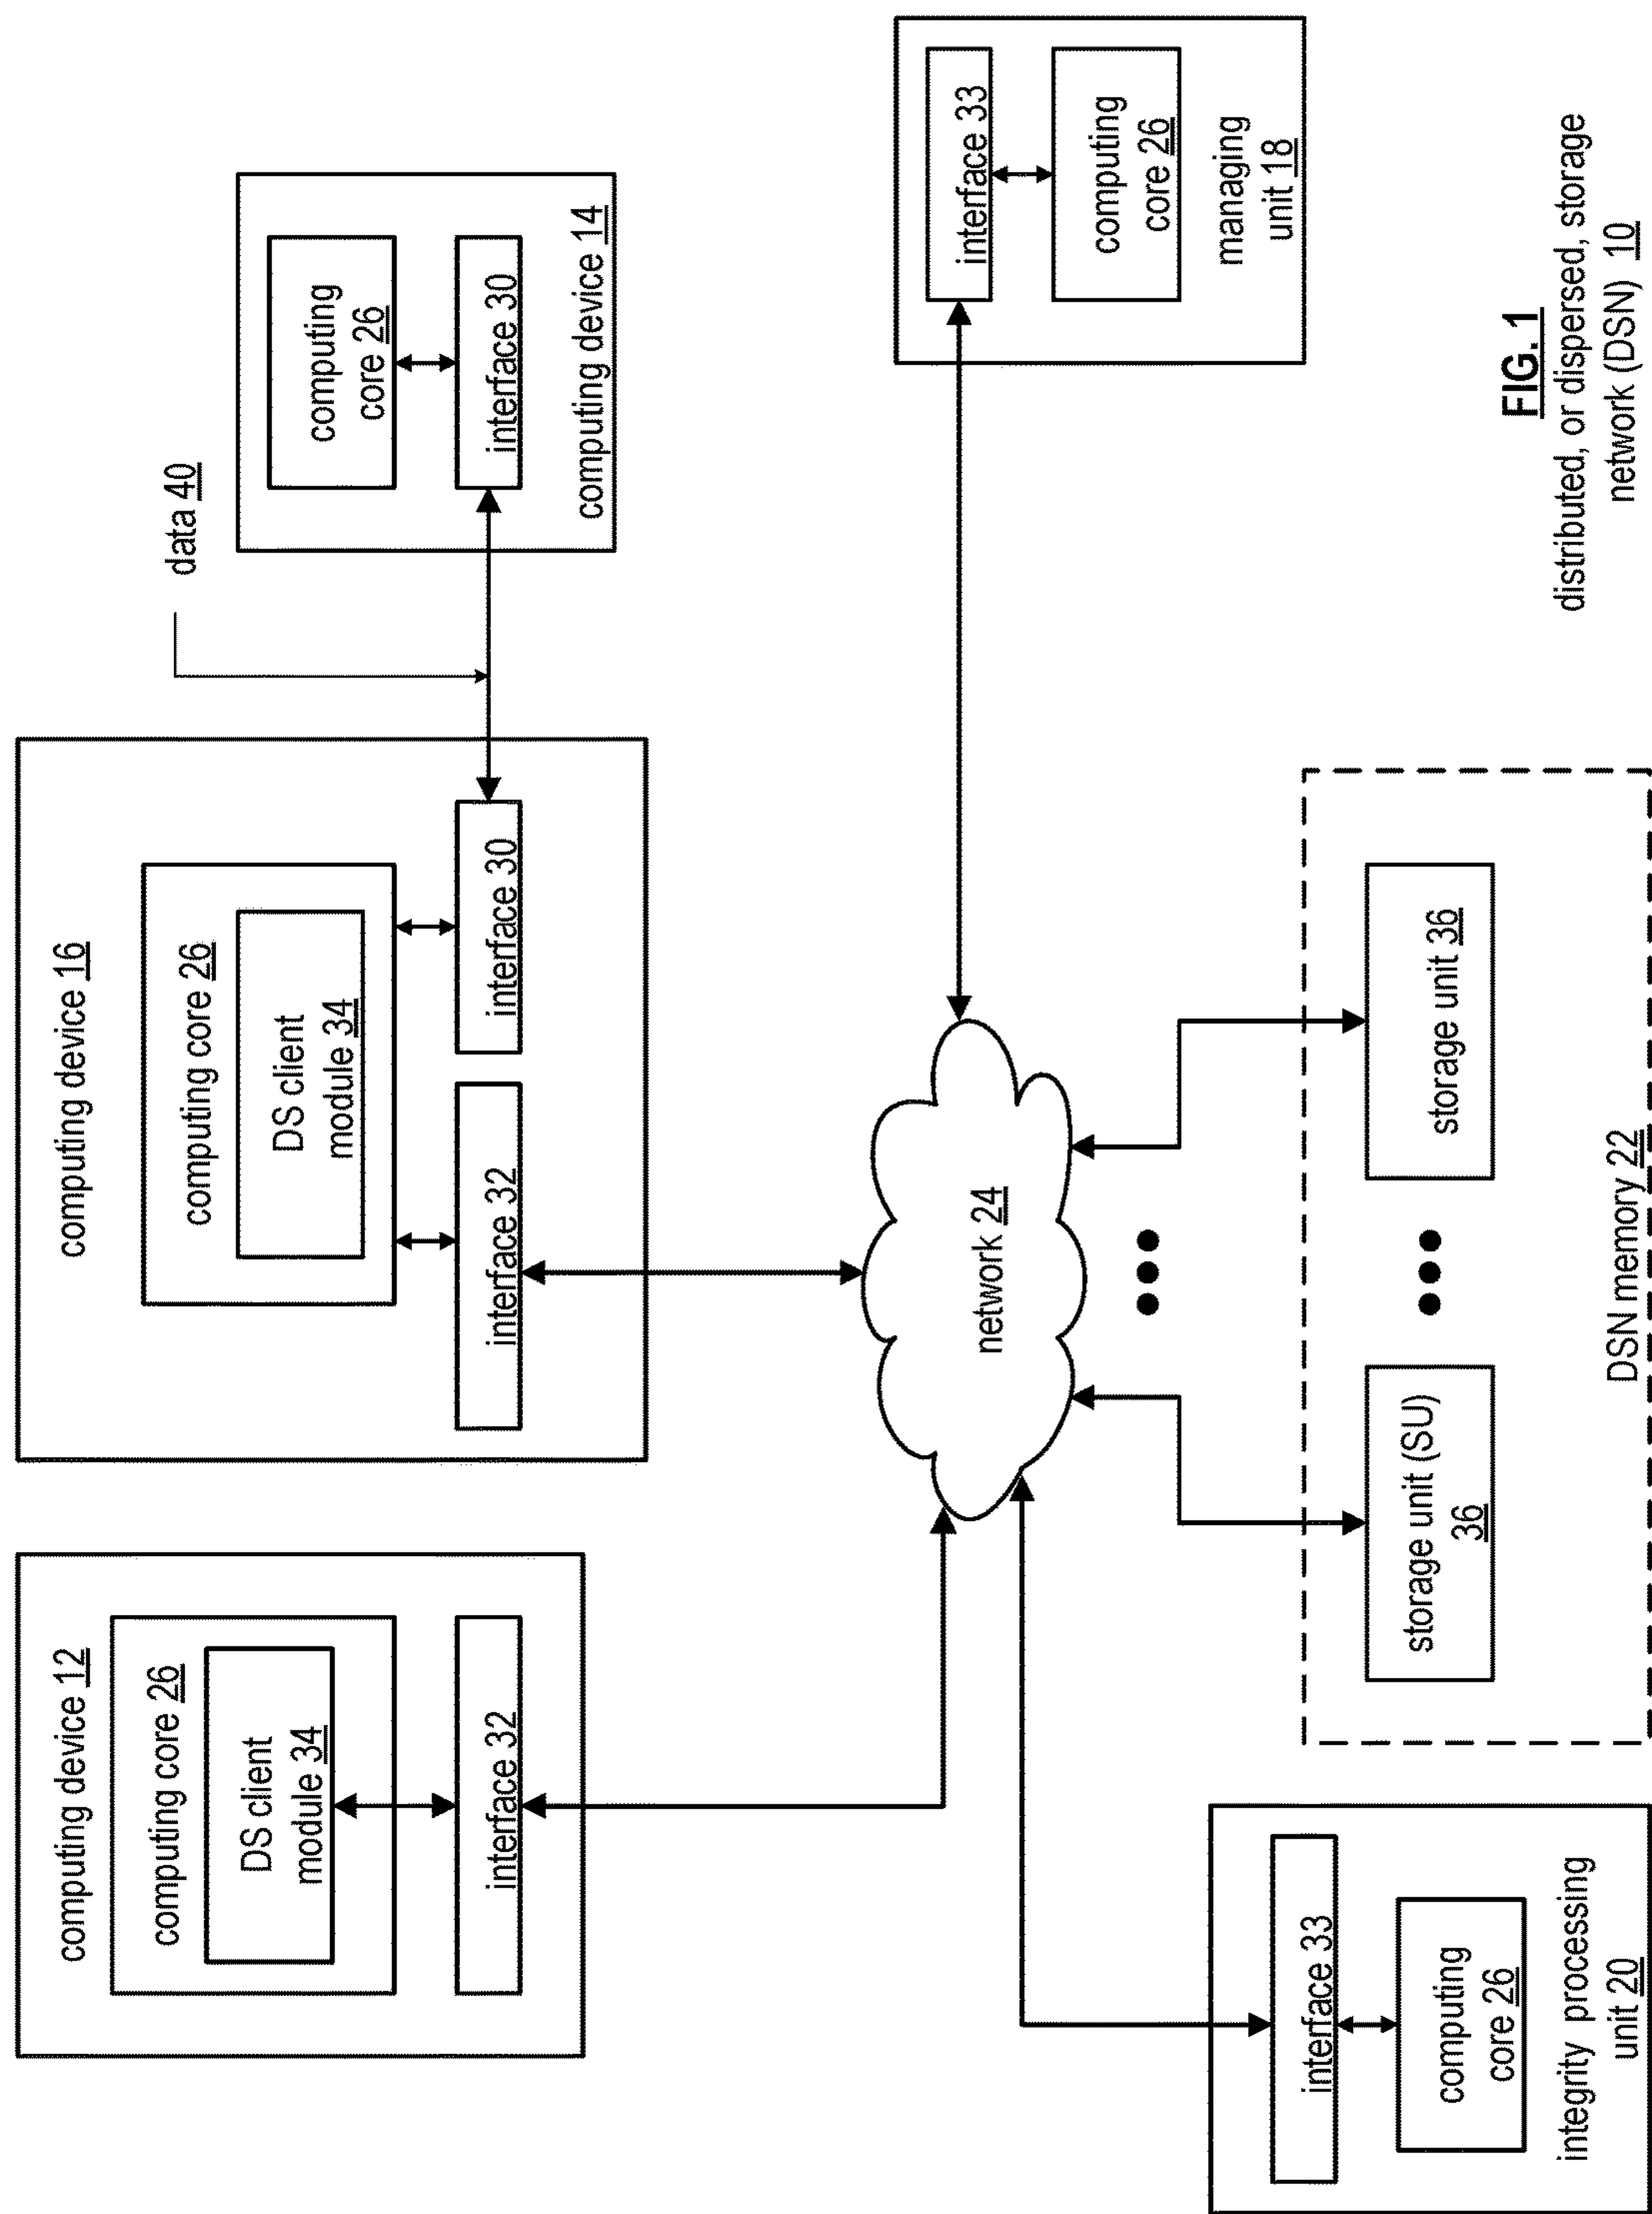 computing device 12
computing core 26
DS client
module 34
interface 32
computing device 16
computing core 26
DS client
module 34
interface 32
interface 30
data 40
computing
core 26
interface 30
computing device 14
network 24
interface 33
computing
core 26
managing
unit 18
interface 33
computing
core 26
integrity processing
unit 20
storage unit (SU)
36
storage unit 36
DSN memory 22
FIG. 1
distributed, or dispersed, storage
network (DSN) 10